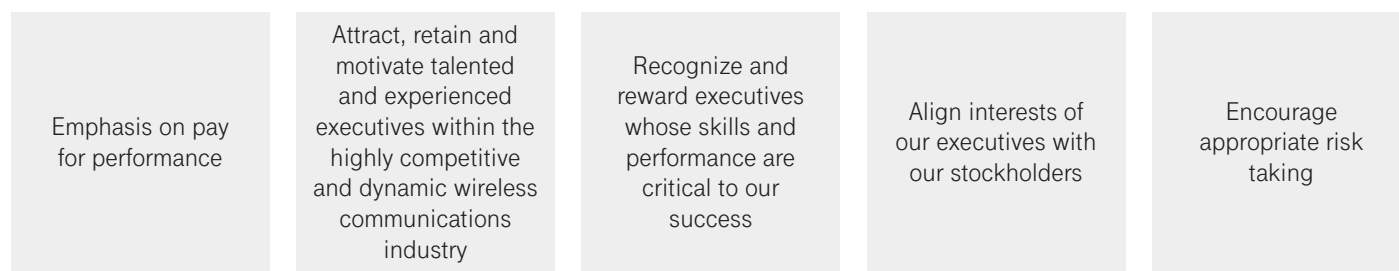 Emphasis on pay
for performance
Attract, retain and
motivate talented
and experienced
executives within the
highly competitive
and dynamic wireless
communications
industry
Recognize and
reward executives
whose skills and
performance are
critical to our
success
Align interests of
our executives with
our stockholders
Encourage
appropriate risk
taking